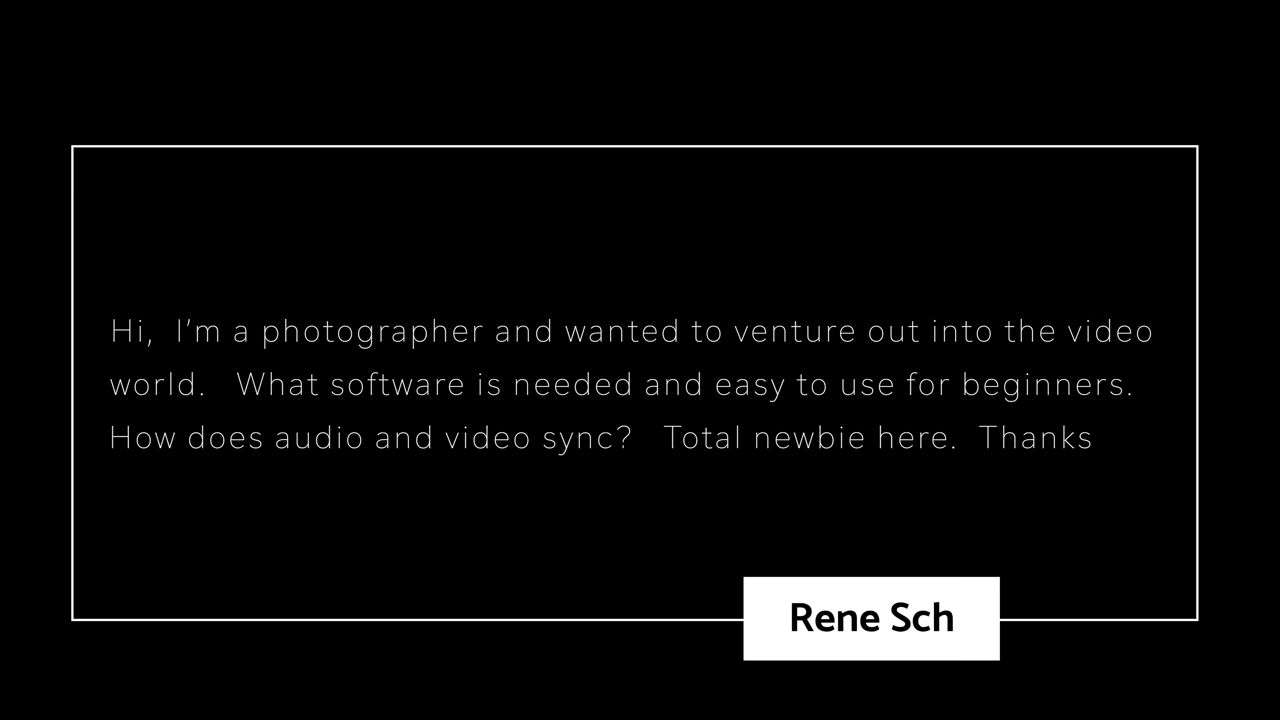 Hi,  I'm a photographer and wanted to venture out into the video
world.   What software is needed and easy to use for beginners.
How does audio and video sync?   Total newbie here.  Thanks
Rene Sch